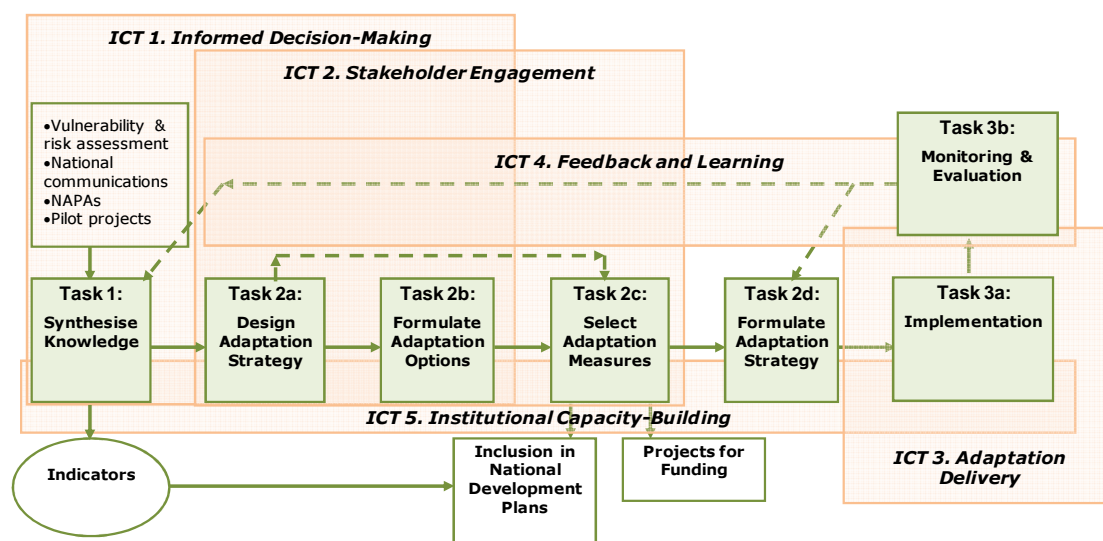 ICT 1. Informed Decision-Making
ICT 2. Stakeholder Engagement
•Vulnerability &
risk assessment
•National
communications
•NAPAs
•Pilot projects
Task 3b:
Monitoring &
Evaluation
ICT 4. Feedback and Learning
Task 1:
Synthesise
Knowledge
Task 2a:
Design
Adaptation
Strategy
Task 2b:
Formulate
Adaptation
Options
Task 2c:
Select
Adaptation
Measures
Task 2d:
Formulate
Adaptation
Strategy
Task 3a:
Implementation
ICT 5. Institutional Capacity-Building
Indicators
Inclusion in
National
Development
Plans
Projects for
Funding
ICT 3. Adaptation
Delivery